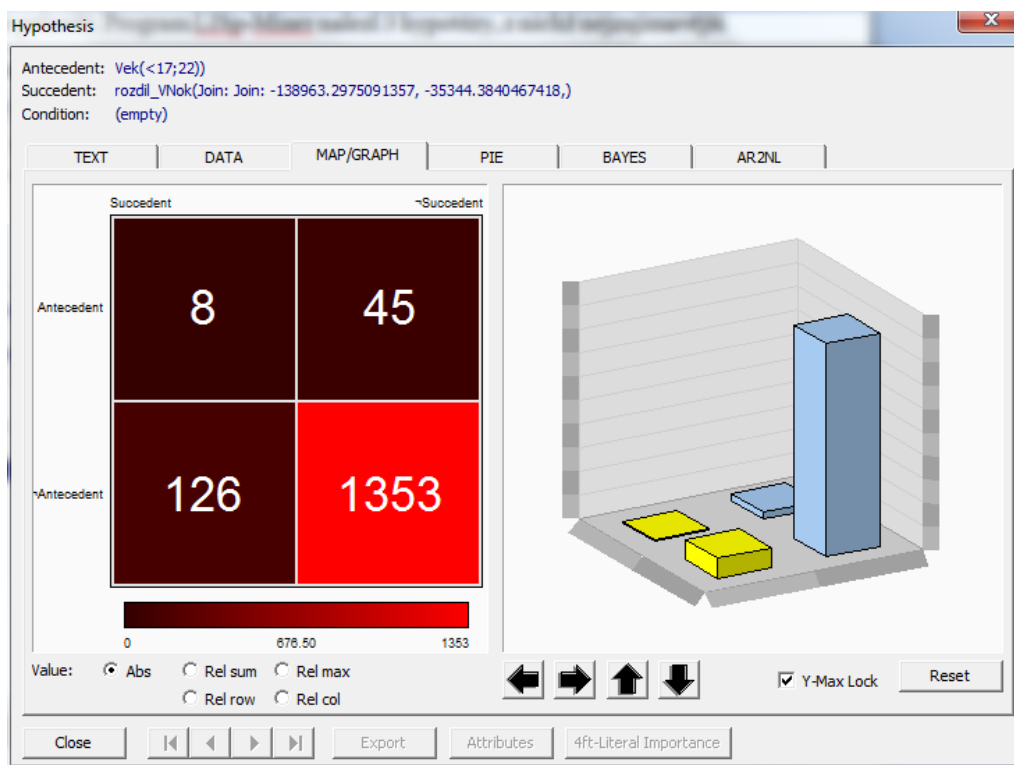 Hypothesis
Antecedent: Vek(<17;22))
Succedent: rozdil_VNok(Join: Join: -138963.2975091357, -35344.3840467418,)
Condition: (empty)
TEXT DATA MAP/GRAPH PIE BAYES AR2NL
Succedent ¬Succedent
Antecedent 8 45
¬Antecedent 126 1353
0 676.50 1353
Value: Abs Rel sum Rel max
Rel row Rel col
Y-Max Lock Reset
Close Export Attributes 4ft-Literal Importance